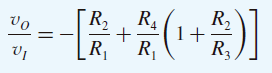 v_O / v_I = −[ R_2 / R_1 + R_4 / R_1 ( 1 + R_2 / R_3 ) ]